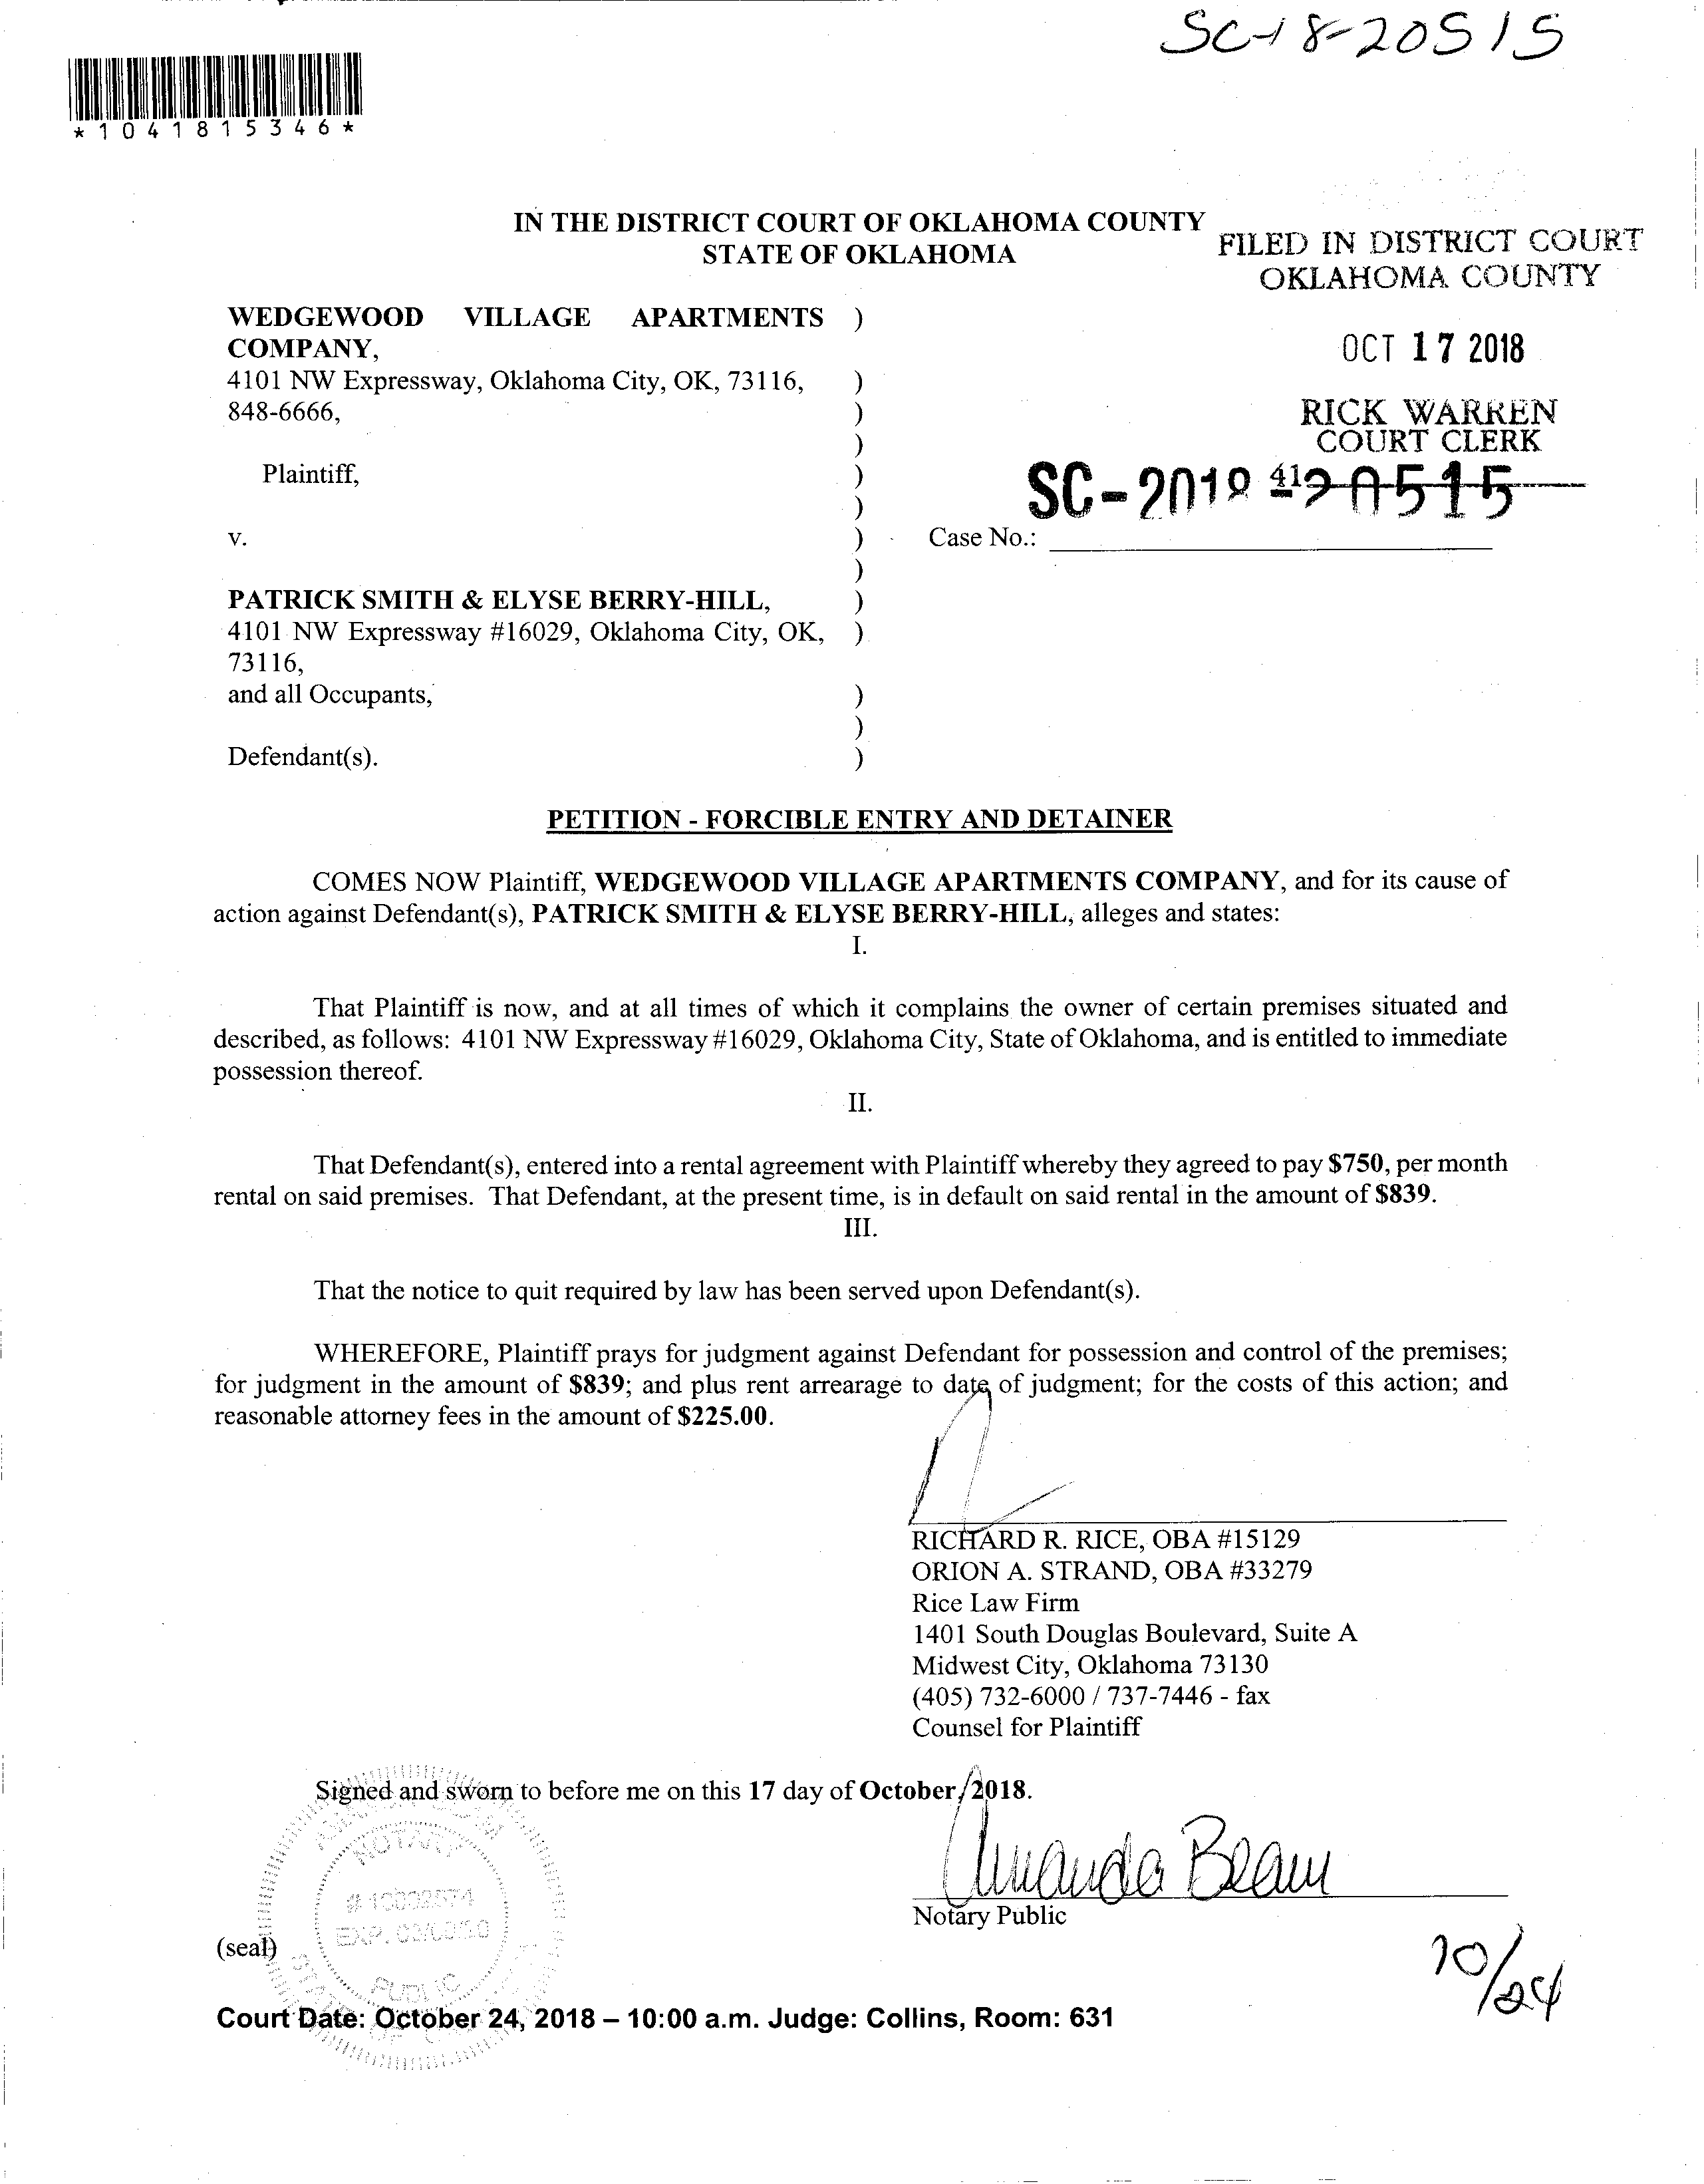 SC-18-20515
*1041815346*
IN THE DISTRICT COURT OF OKLAHOMA COUNTY
STATE OF OKLAHOMA
FILED IN DISTRICT COURT
OKLAHOMA COUNTY
OCT 17 2018
RICK WARREN
COURT CLERK
41
SC-2018-20515
WEDGEWOOD VILLAGE APARTMENTS )
COMPANY,
4101 NW Expressway, Oklahoma City, OK, 73116, )
848-6666, )
)
Plaintiff, )
)
v. ) Case No.:
)
PATRICK SMITH & ELYSE BERRY-HILL, )
4101 NW Expressway #16029, Oklahoma City, OK, )
73116,
and all Occupants, )
)
Defendant(s). )
PETITION - FORCIBLE ENTRY AND DETAINER
COMES NOW Plaintiff, WEDGEWOOD VILLAGE APARTMENTS COMPANY, and for its cause of
action against Defendant(s), PATRICK SMITH & ELYSE BERRY-HILL, alleges and states:
I.
That Plaintiff is now, and at all times of which it complains the owner of certain premises situated and
described, as follows: 4101 NW Expressway #16029, Oklahoma City, State of Oklahoma, and is entitled to immediate
possession thereof.
II.
That Defendant(s), entered into a rental agreement with Plaintiff whereby they agreed to pay $750, per month
rental on said premises. That Defendant, at the present time, is in default on said rental in the amount of $839.
III.
That the notice to quit required by law has been served upon Defendant(s).
WHEREFORE, Plaintiff prays for judgment against Defendant for possession and control of the premises;
for judgment in the amount of $839; and plus rent arrearage to date of judgment; for the costs of this action; and
reasonable attorney fees in the amount of $225.00.
RICHARD R. RICE, OBA #15129
ORION A. STRAND, OBA #33279
Rice Law Firm
1401 South Douglas Boulevard, Suite A
Midwest City, Oklahoma 73130
(405) 732-6000 / 737-7446 - fax
Counsel for Plaintiff
Signed and sworn to before me on this 17 day of October, 2018.
Amanda Beam
Notary Public
NOTARY
EXP.
PUBLIC
(seal)
10/24
Court Date: October 24, 2018 – 10:00 a.m. Judge: Collins, Room: 631